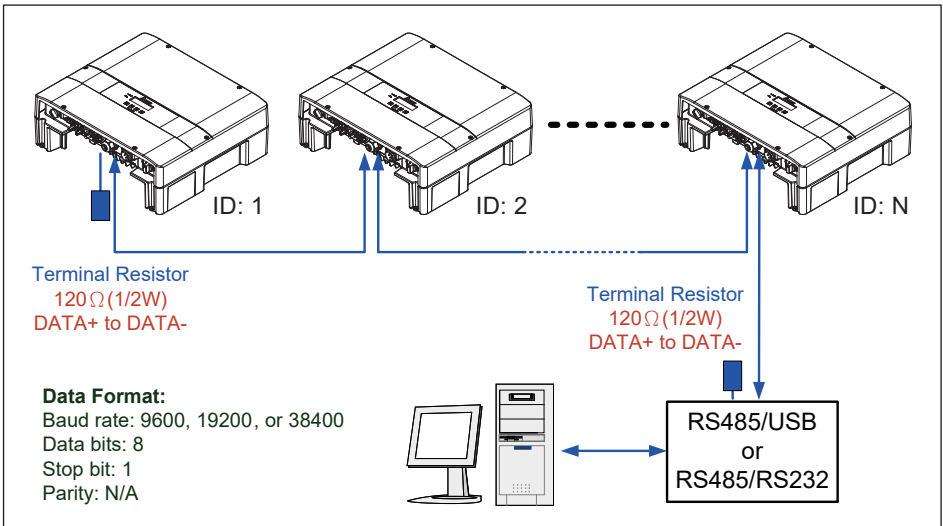 ID: 1
ID: 2
ID: N
Terminal Resistor
120Ω(1/2W)
DATA+ to DATA-
Terminal Resistor
120Ω(1/2W)
DATA+ to DATA-
Data Format:
Baud rate: 9600, 19200, or 38400
Data bits: 8
Stop bit: 1
Parity: N/A
RS485/USB
or
RS485/RS232